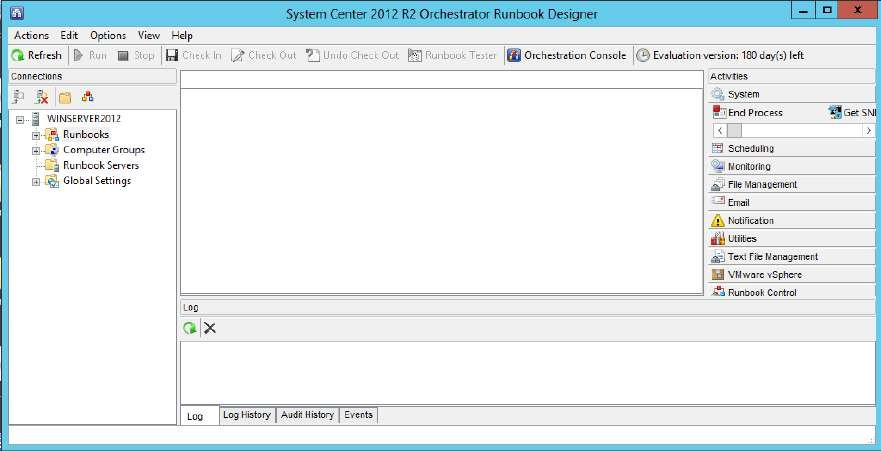 System Center 2012 R2 Orchestrator Runbook Designer
Actions Edit Options View Help
Refresh Run Stop Check In Check Out Undo Check Out Runbook Tester Orchestration Console Evaluation version: 180 day(s) left
Connections
WINSERVER2012
Runbooks
Computer Groups
Runbook Servers
Global Settings
Activities
System
End Process Get SN
Scheduling
Monitoring
File Management
Email
Notification
Utilities
Text File Management
VMware vSphere
Runbook Control
Log
Log Log History Audit History Events